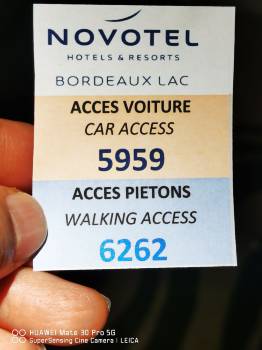 NOVOTEL
HOTELS & RESORTS
BORDEAUX LAC
ACCES VOITURE
CAR ACCESS
5959
ACCES PIETONS
WALKING ACCESS
6262
HUAWEI Mate 30 Pro 5G
SuperSensing Cine Camera | LEICA